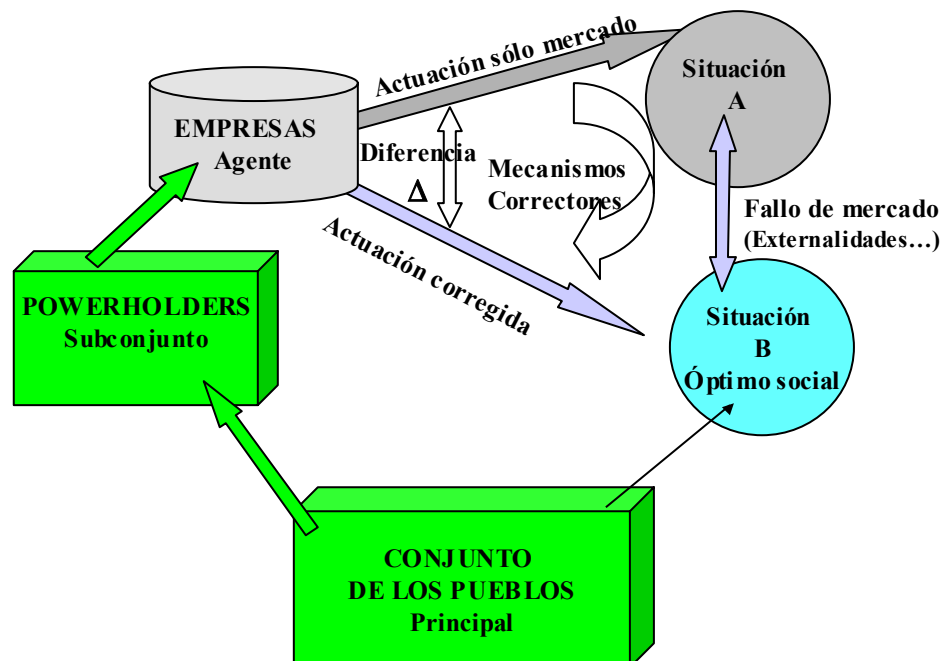 Actuación sólo mercado
Situación
A
EMPRESAS
Agente
Diferencia
Δ
Mecanismos
Correctores
Fallo de mercado
(Externalidades…)
Actuación corregida
POWERHOLDERS
Subconjunto
Situación
B
Óptimo social
CONJUNTO
DE LOS PUEBLOS
Principal